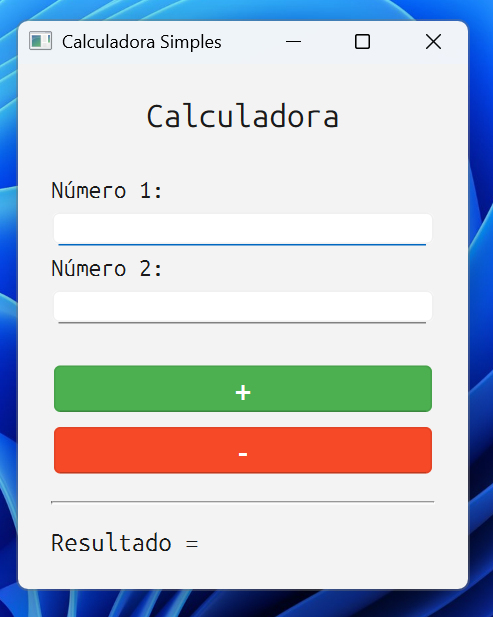 Calculadora Simples
Calculadora
Número 1:
Número 2:
+
-
Resultado =